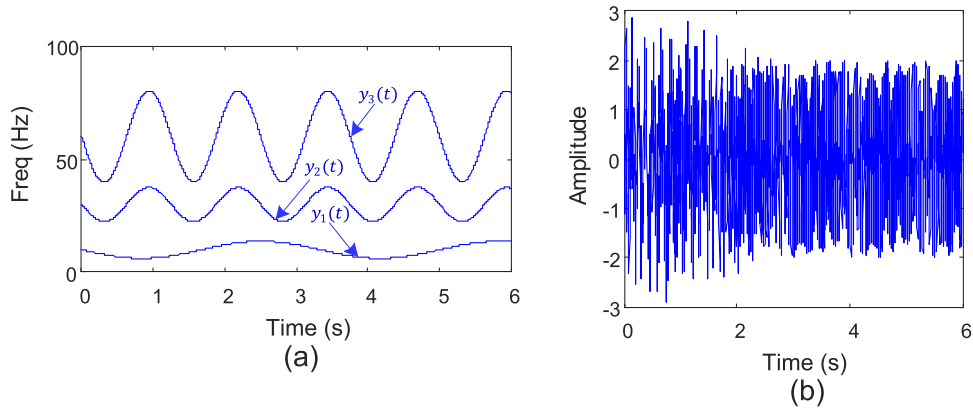 100
50
0
Freq (Hz)
y₃(t)
y₂(t)
y₁(t)
0 1 2 3 4 5 6
Time (s)
(a)
3
2
1
0
-1
-2
-3
Amplitude
0 2 4 6
Time (s)
(b)